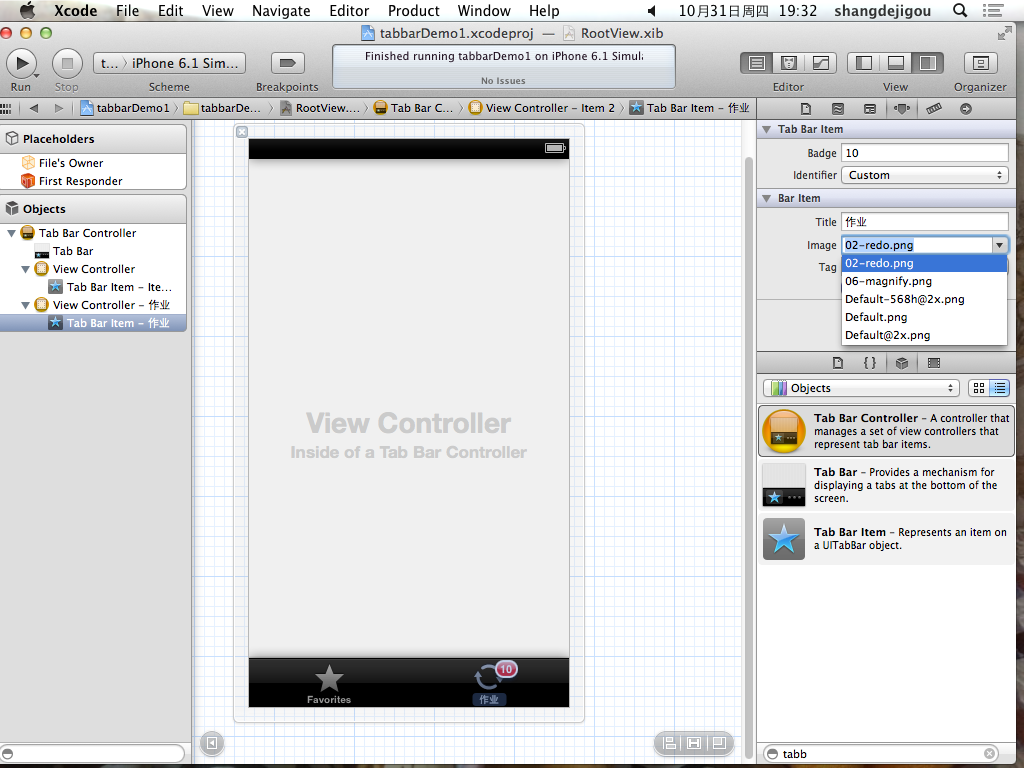 Xcode File Edit View Navigate Editor Product Window Help 10月31日周四 19:32 shangdejigou
tabbarDemo1.xcodeproj — RootView.xib
t... iPhone 6.1 Sim...
Finished running tabbarDemo1 on iPhone 6.1 Simula
No Issues
Run Stop Scheme Breakpoints Editor View Organizer
tabbarDemo1 tabbarDe... RootView.... Tab Bar C... View Controller - Item 2 Tab Bar Item - 作业
Placeholders
File's Owner
First Responder
Objects
Tab Bar Controller
Tab Bar
View Controller
Tab Bar Item - Ite...
View Controller - 作业
Tab Bar Item - 作业
View Controller
Inside of a Tab Bar Controller
10
Favorites 作业
Tab Bar Item
Badge 10
Identifier Custom
Bar Item
Title 作业
Image 02-redo.png
Tag
02-redo.png
06-magnify.png
Default-568h@2x.png
Default.png
Default@2x.png
{}
Objects
Tab Bar Controller - A controller that
manages a set of view controllers that
represent tab bar items.
Tab Bar - Provides a mechanism for
displaying a tabs at the bottom of the
screen.
Tab Bar Item - Represents an item on
a UITabBar object.
tabb